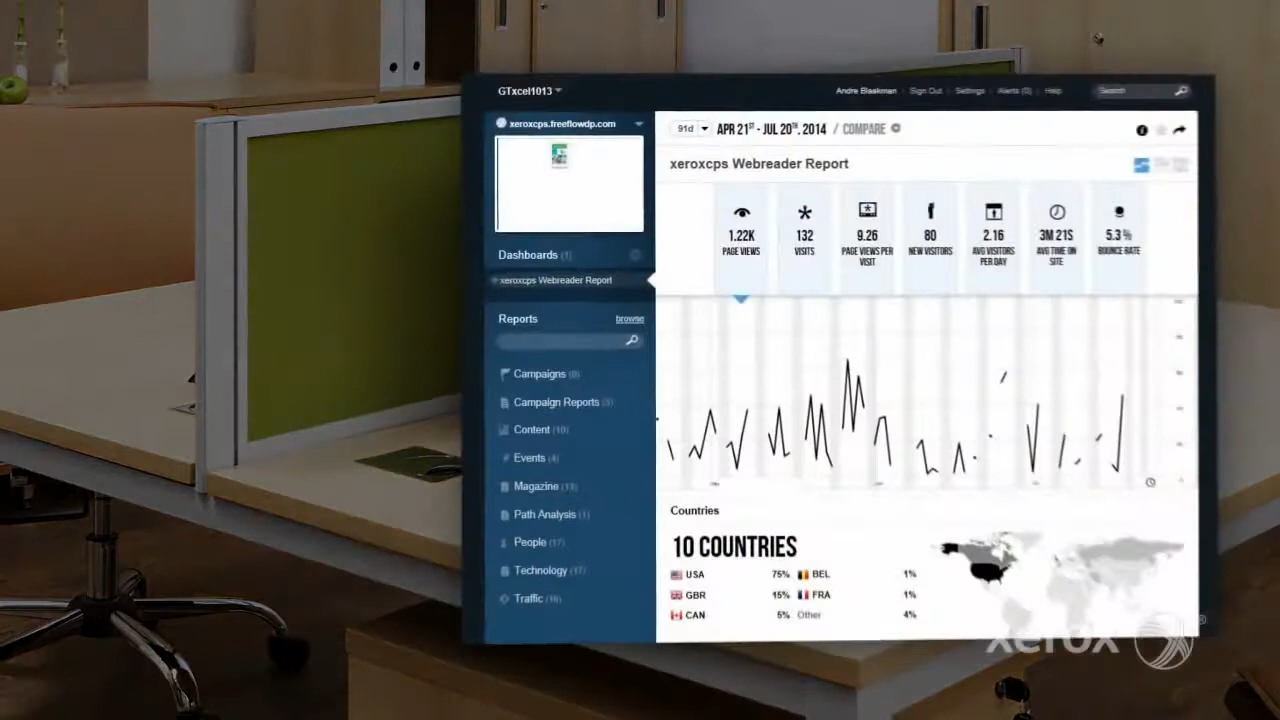 GTxcel1013
Andre Blaakman Sign Out Settings Alerts (0) Help Search
xeroxcps.freeflowdp.com
91d APR 21ST - JUL 20TH, 2014 / COMPARE
xeroxcps Webreader Report
1.22K
PAGE VIEWS
132
VISITS
9.26
PAGE VIEWS PER
VISIT
80
NEW VISITORS
2.16
AVG VISITORS
PER DAY
3M 21S
AVG TIME ON
SITE
5.3%
BOUNCE RATE
Dashboards (1)
xeroxcps Webreader Report
Reports browse
Campaigns (0)
Campaign Reports
Content (10)
Events (4)
Magazine
Path Analysis (1)
People (17)
Technology (17)
Traffic
Countries
10 COUNTRIES
USA 75% BEL 1%
GBR 15% FRA 1%
CAN 5% Other 4%
xerox ®